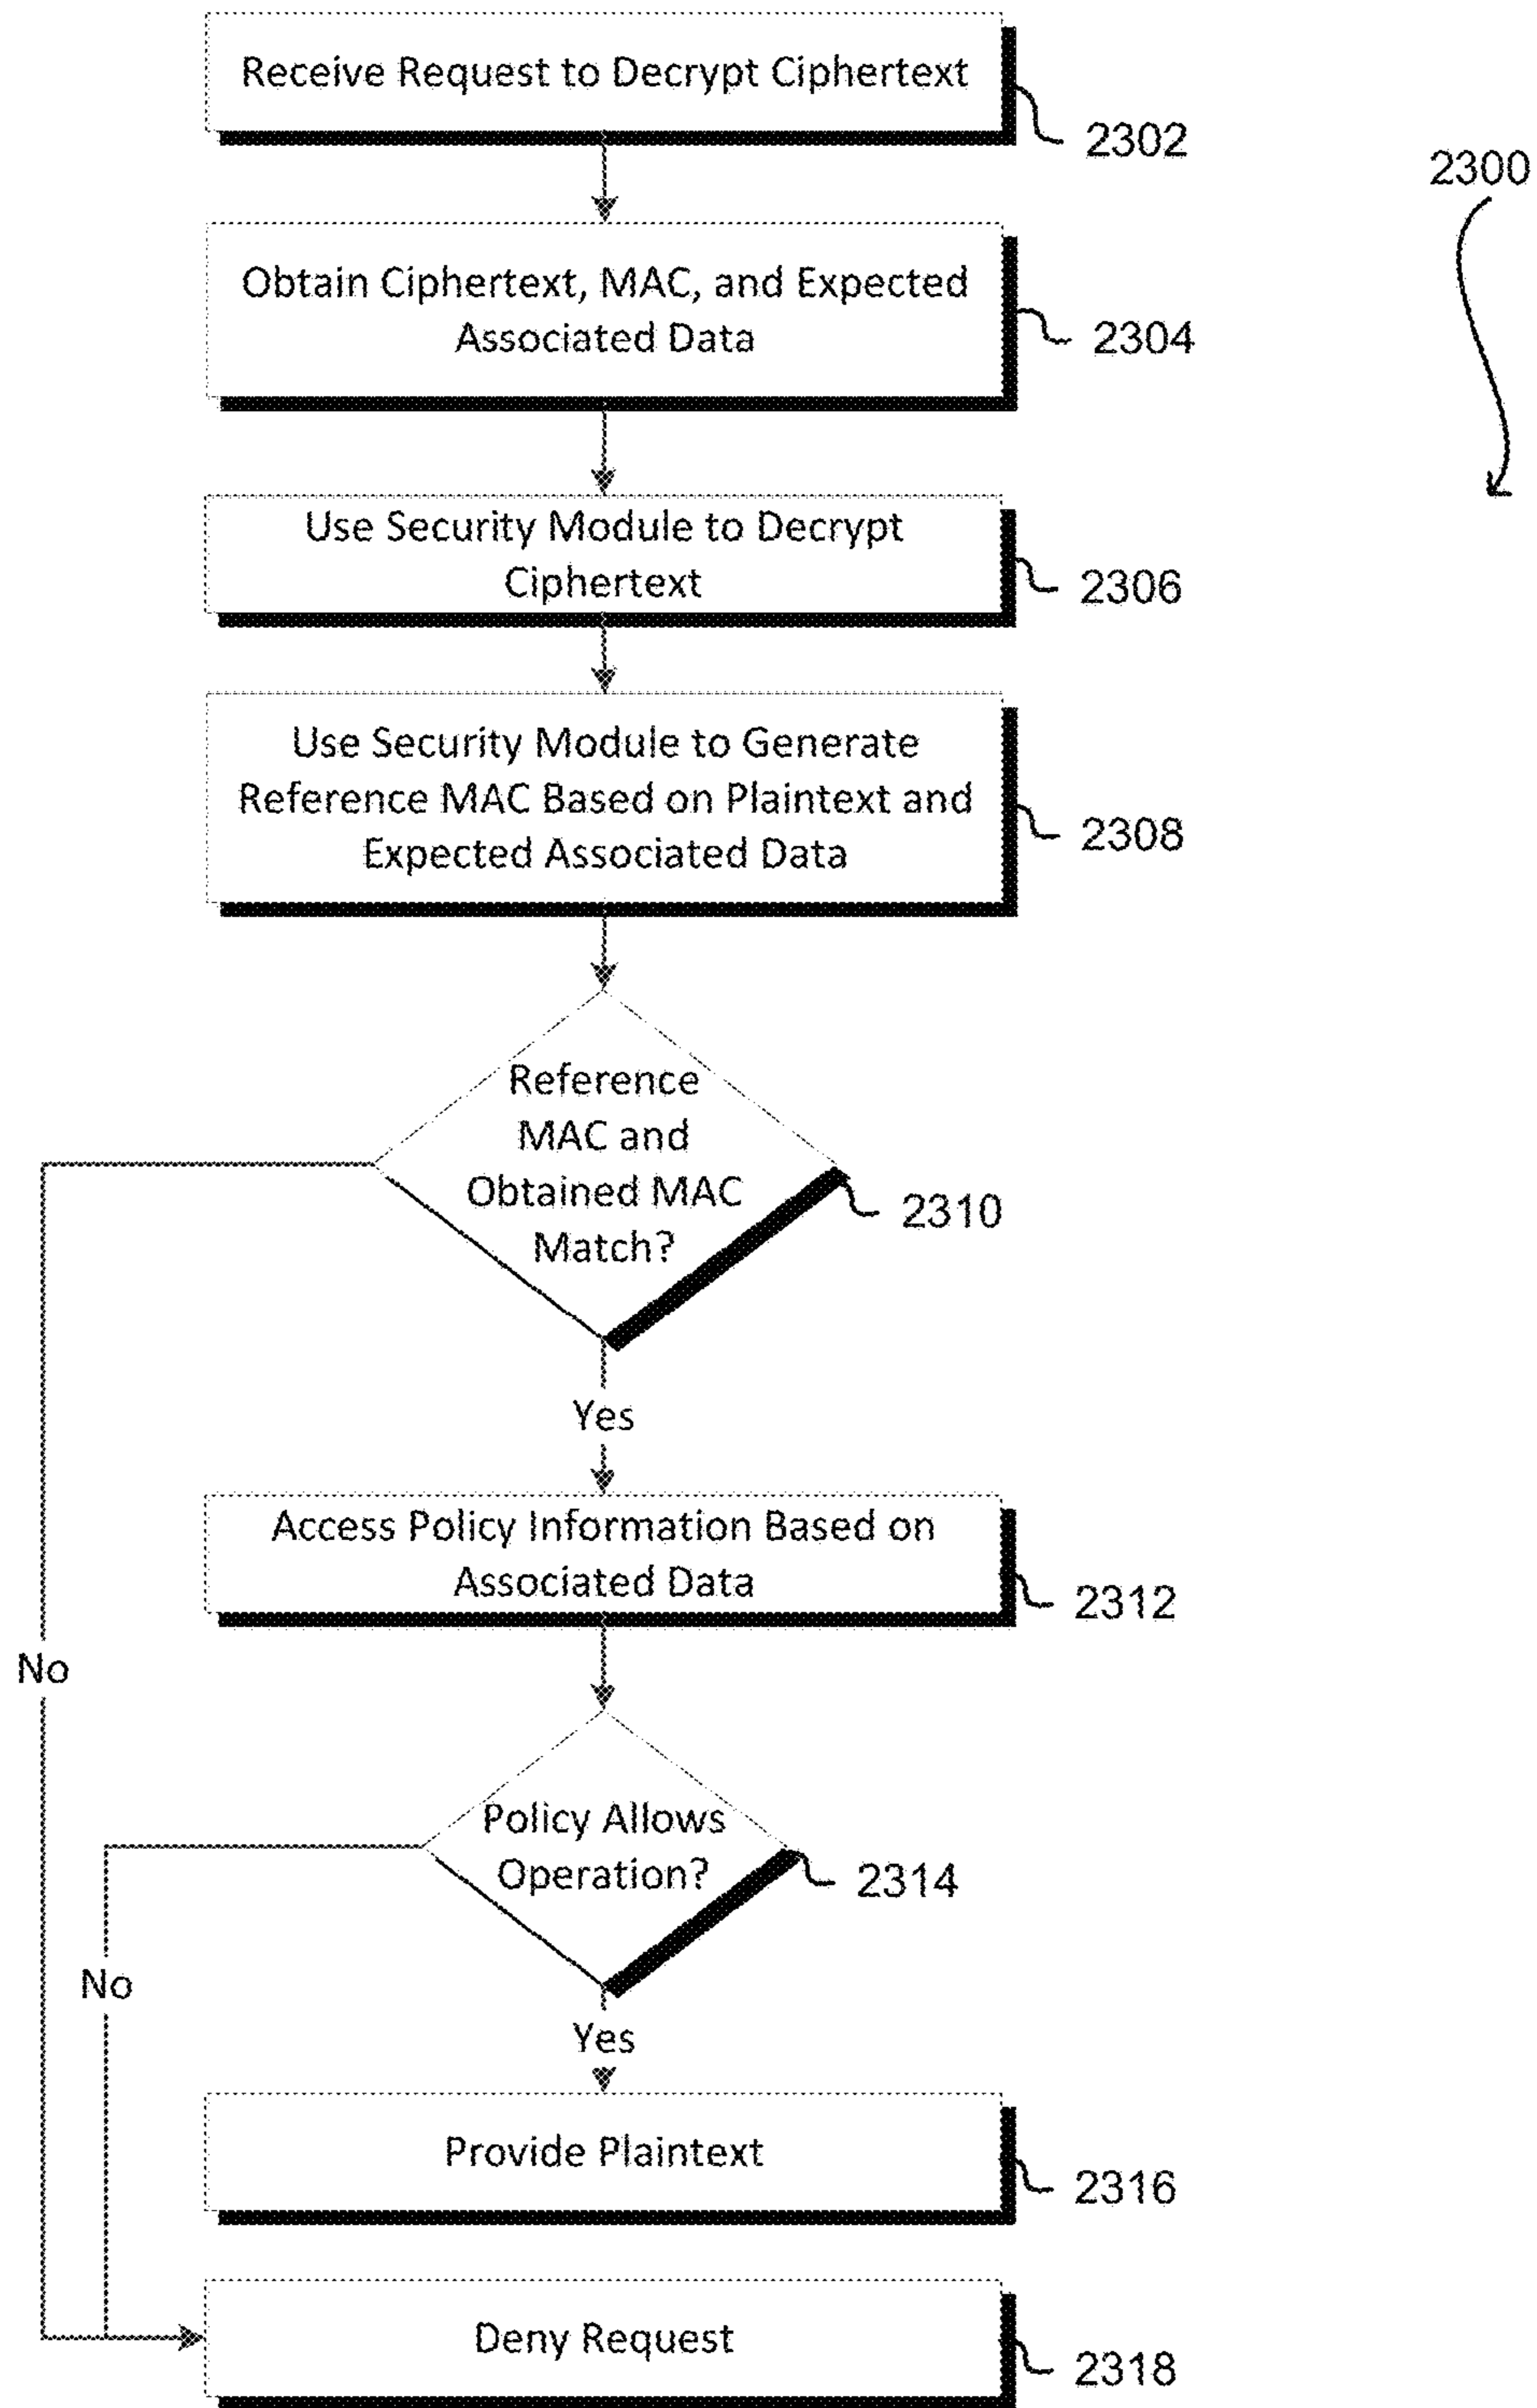 Receive Request to Decrypt Ciphertext
2302
2300
Obtain Ciphertext, MAC, and Expected
Associated Data
2304
Use Security Module to Decrypt
Ciphertext
2306
Use Security Module to Generate
Reference MAC Based on Plaintext and
Expected Associated Data
2308
Reference
MAC and
Obtained MAC
Match?
2310
Yes
Access Policy Information Based on
Associated Data
2312
No
Policy Allows
Operation?
2314
No
Yes
Provide Plaintext
2316
Deny Request
2318